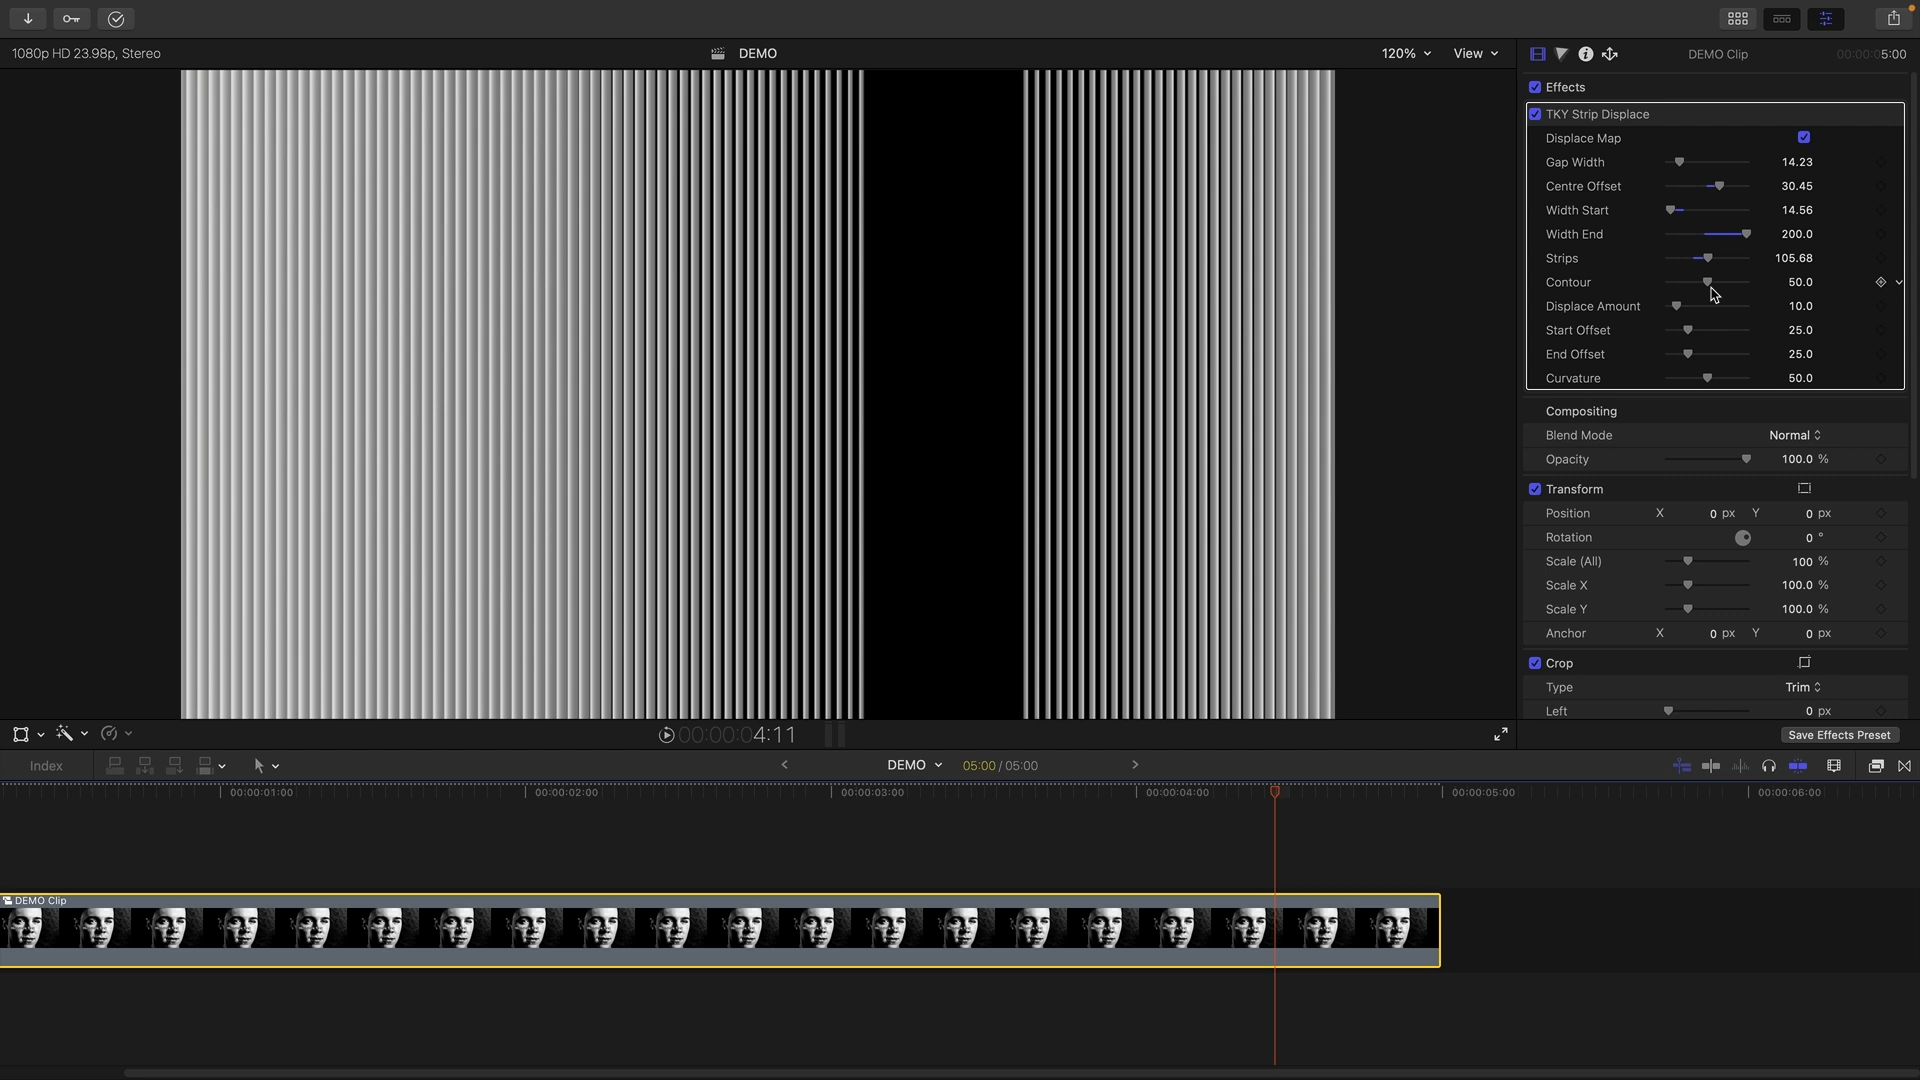 1080p HD 23.98p, Stereo
DEMO
120%
View
DEMO Clip
00:00:05:00
Effects
TKY Strip Displace
Displace Map
Gap Width 14.23
Centre Offset 30.45
Width Start 14.56
Width End 200.0
Strips 105.68
Contour 50.0
Displace Amount 10.0
Start Offset 25.0
End Offset 25.0
Curvature 50.0
Compositing
Blend Mode Normal
Opacity 100.0 %
Transform
Position X 0 px Y 0 px
Rotation 0 °
Scale (All) 100 %
Scale X 100.0 %
Scale Y 100.0 %
Anchor X 0 px Y 0 px
Crop
Type Trim
Left 0 px
00:00:04:11
Save Effects Preset
Index
DEMO
05:00 / 05:00
00:00:01:00
00:00:02:00
00:00:03:00
00:00:04:00
00:00:05:00
00:00:06:00
DEMO Clip